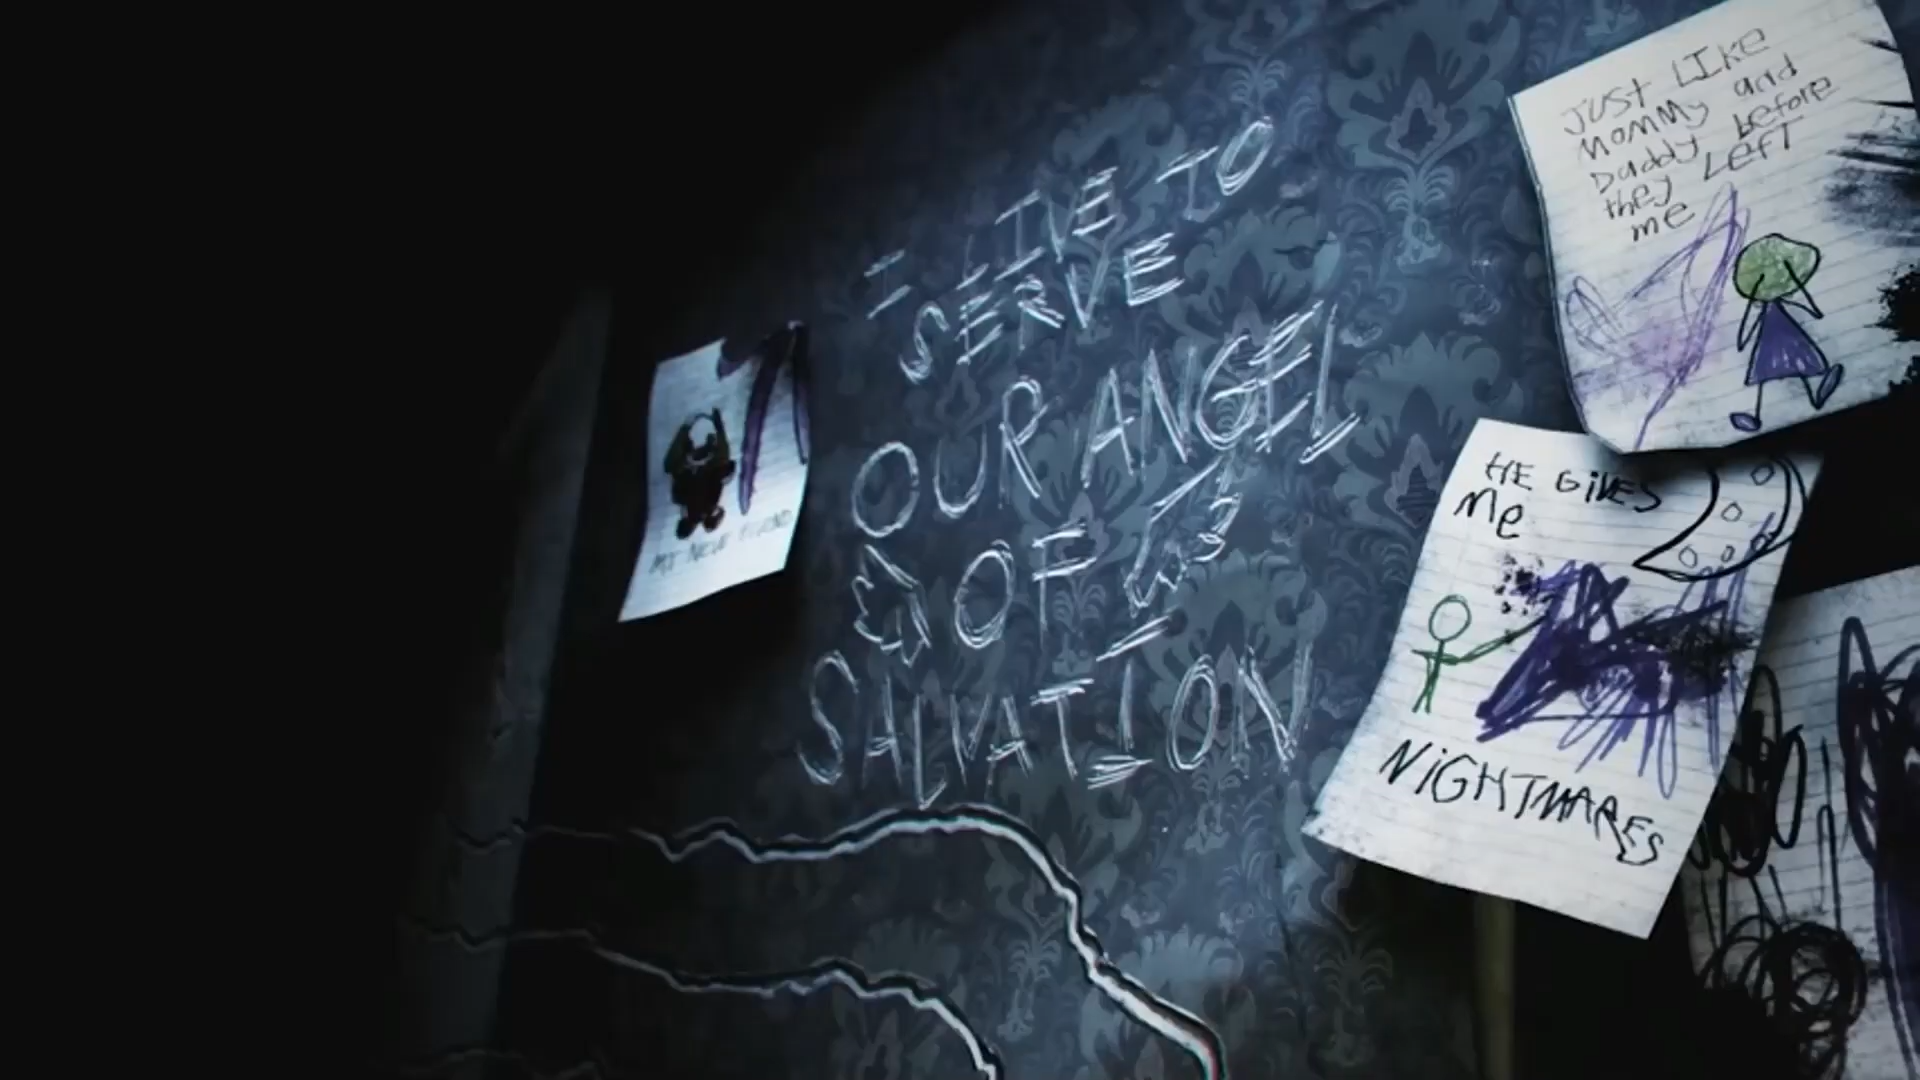 I LIVE TO
SERVE
OUR ANGEL
OF
SALVATION
MY NEW FRIEND
JUST LIKE
MOMMY and
Daddy before
they LEFT
me
HE GiVES
Me
NiGHTMARES